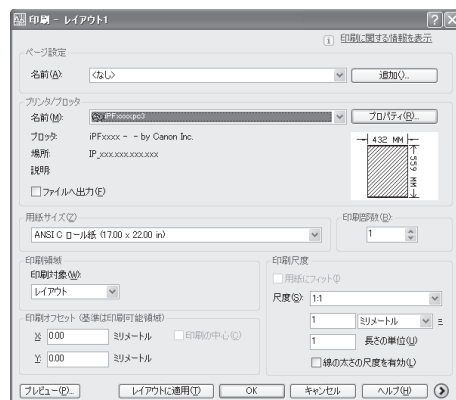 印刷 - レイアウト1
印刷に関する情報を表示
ページ設定
名前(A):
<なし>
追加()...
プリンタ/プロッタ
名前(M):
iPFxxxx.pc3
プロパティ(R)...
プロッタ:
iPFxxxx - - by Canon Inc.
場所:
IP_xxx.xxx.xxx.xxx
説明:
ファイルへ出力(F)
432 MM
559 MM
用紙サイズ(Z)
ANSI C ロール紙 (17.00 x 22.00 in)
印刷部数(B):
1
印刷領域
印刷対象(W):
レイアウト
印刷尺度
用紙にフィット(I)
尺度(S):
1:1
1
ミリメートル
=
1
長さの単位(U)
線の太さの尺度を有効(L)
印刷オフセット (基準は印刷可能領域)
X:
0.00
ミリメートル
印刷の中心(C)
Y:
0.00
ミリメートル
プレビュー(P)...
レイアウトに適用(T)
OK
キャンセル
ヘルプ(H)